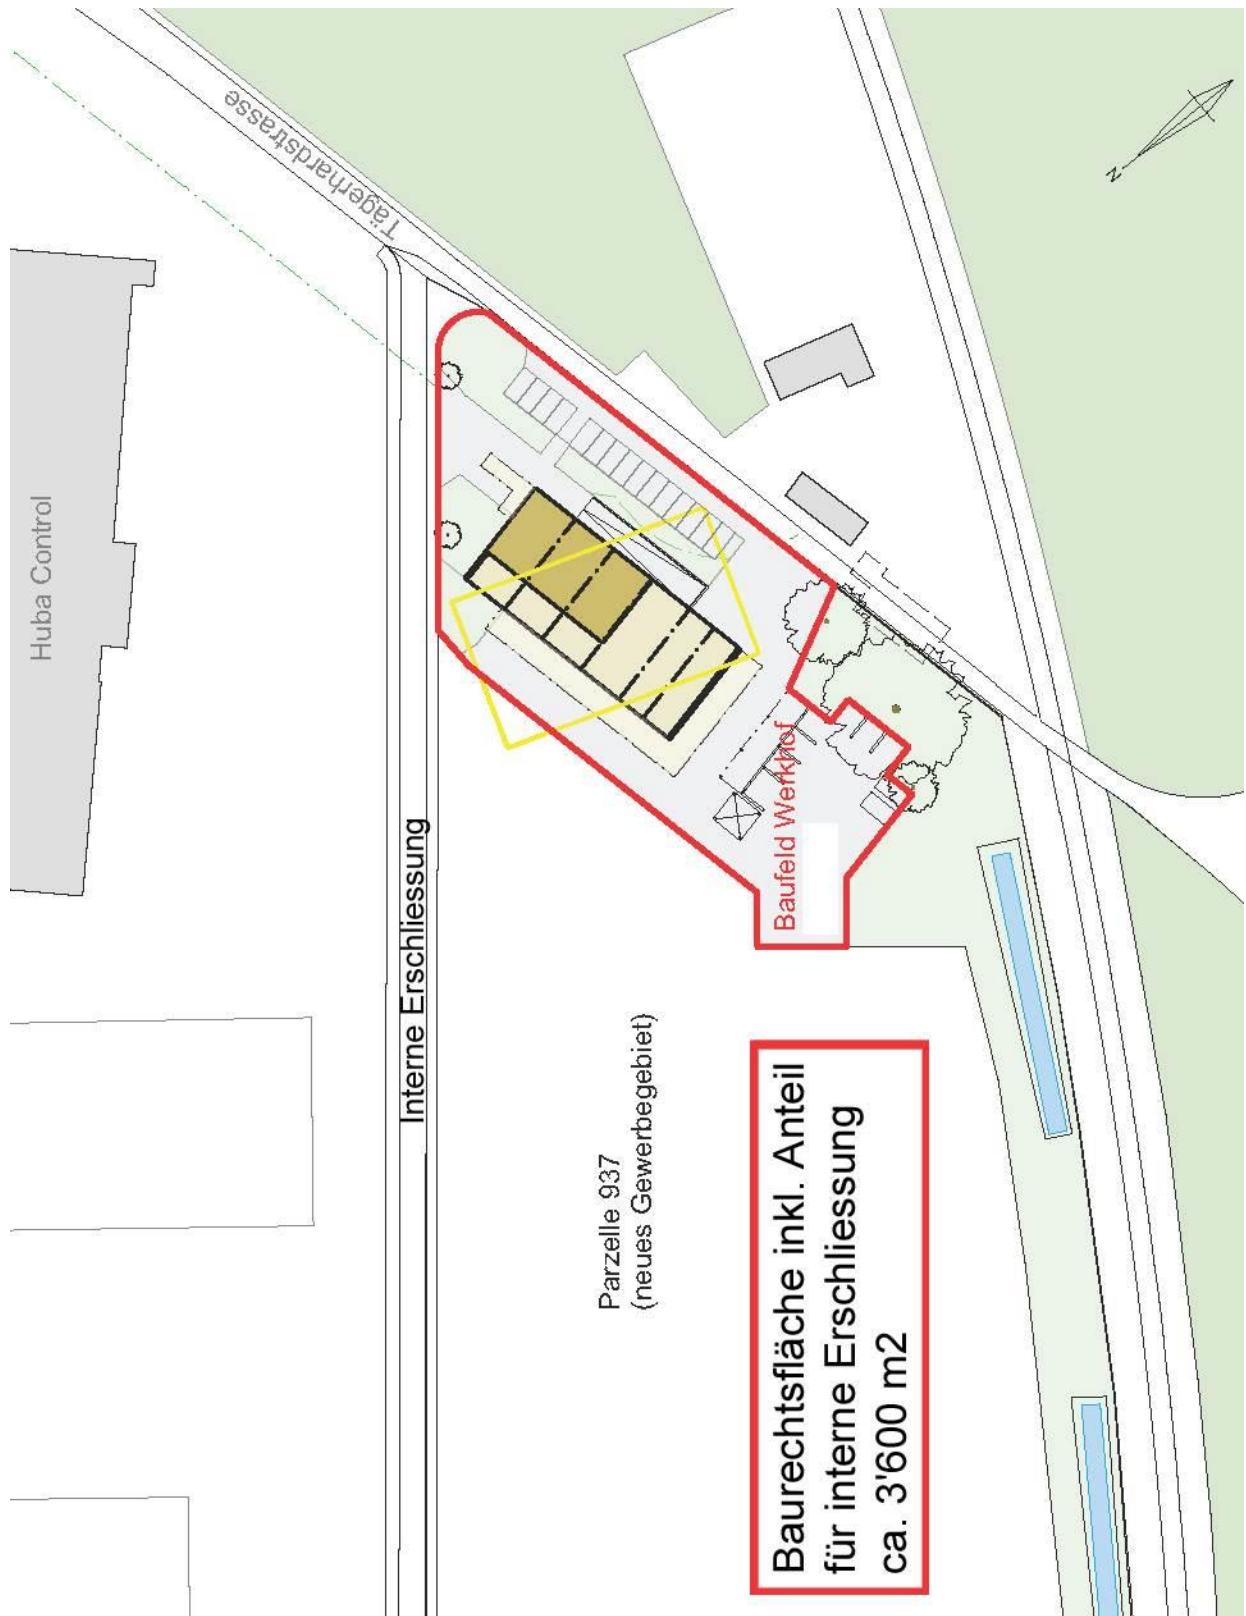 Tägerhardstrasse
N
Huba Control
Interne Erschliessung
Baufeld Werkhof
Parzelle 937
(neues Gewerbegebiet)
Baurechtsfläche inkl. Anteil
für interne Erschliessung
ca. 3'600 m2